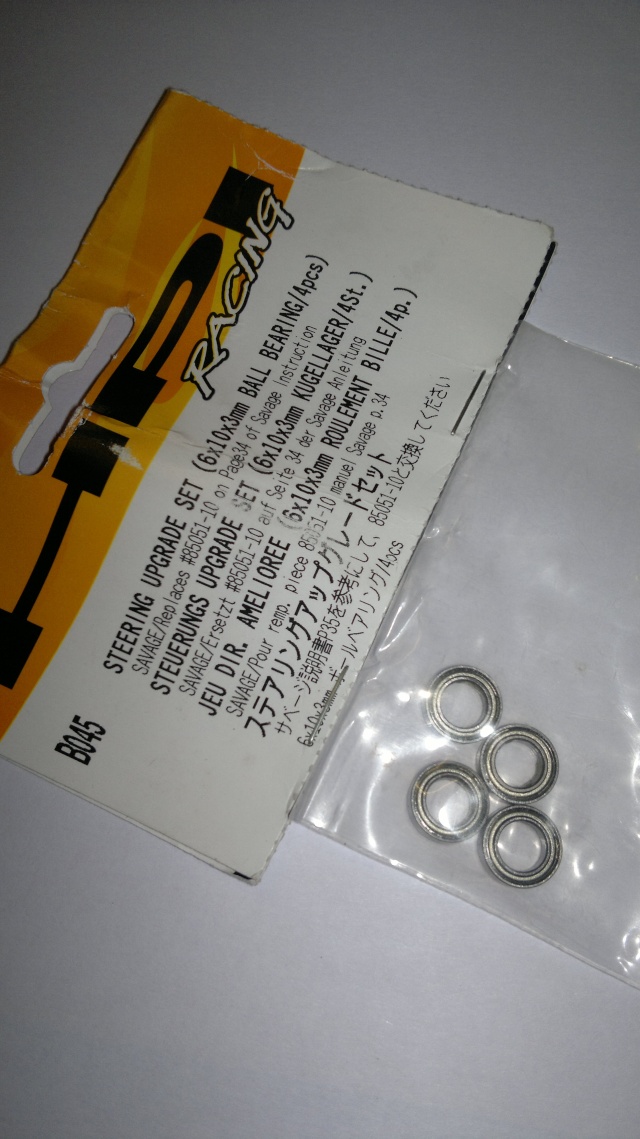 HPI
RACING
STEERING UPGRADE SET (6x10x3mm BALL BEARING/4pcs)
SAVAGE/Replaces #85051-10 on Page34 of Savage Instruction
STEUERUNGS UPGRADE SET (6x10x3mm KUGELLAGER/4St.)
SAVAGE/Ersetzt #85051-10 auf Seite 34 der Savage Anleitung
JEU DIR. AMELIOREE (6x10x3mm ROULEMENT BILLE/4p.)
SAVAGE/Pour remp. piece 85051-10 manuel Savage p.34
ステアリングアップグレードセット
サベージ説明書P35を参考にして、85051-10と交換してください
6x10x3mm ボールベアリング/4pcs
B045